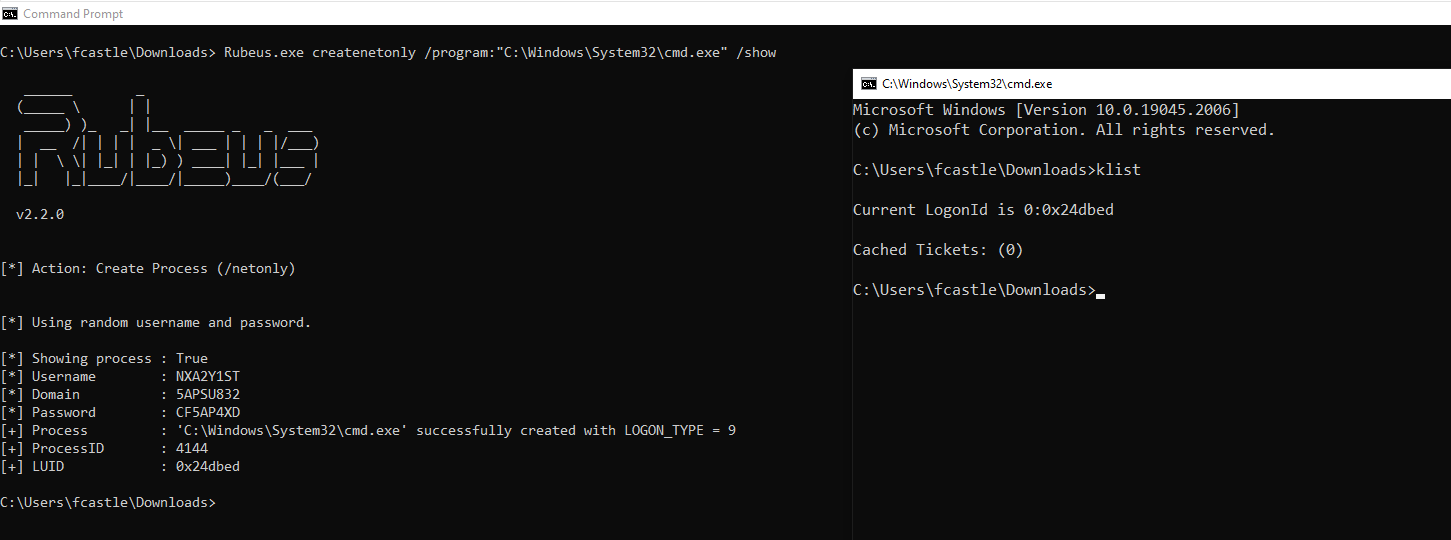 Command Prompt
C:\Users\fcastle\Downloads> Rubeus.exe createnetonly /program:"C:\Windows\System32\cmd.exe" /show
Rubeus
v2.2.0
[*] Action: Create Process (/netonly)
[*] Using random username and password.
[*] Showing process : True
[*] Username        : NXA2Y1ST
[*] Domain          : 5APSU832
[*] Password        : CF5AP4XD
[+] Process         : 'C:\Windows\System32\cmd.exe' successfully created with LOGON_TYPE = 9
[+] ProcessID       : 4144
[+] LUID            : 0x24dbed
C:\Users\fcastle\Downloads>
C:\Windows\System32\cmd.exe
Microsoft Windows [Version 10.0.19045.2006]
(c) Microsoft Corporation. All rights reserved.
C:\Users\fcastle\Downloads>klist
Current LogonId is 0:0x24dbed
Cached Tickets: (0)
C:\Users\fcastle\Downloads>